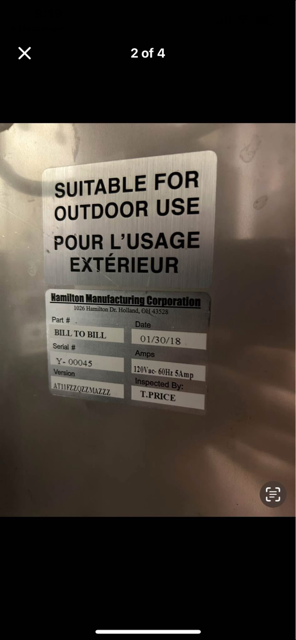 2 of 4
SUITABLE FOR
OUTDOOR USE
POUR L'USAGE
EXTÉRIEUR
Hamilton Manufacturing Corporation
1026 Hamilton Dr. Holland, OH 43528
Part #
BILL TO BILL
Date
01/30/18
Serial #
Y- 00045
Amps
120Vac- 60Hz 5Amp
Version
Inspected By:
T.PRICE